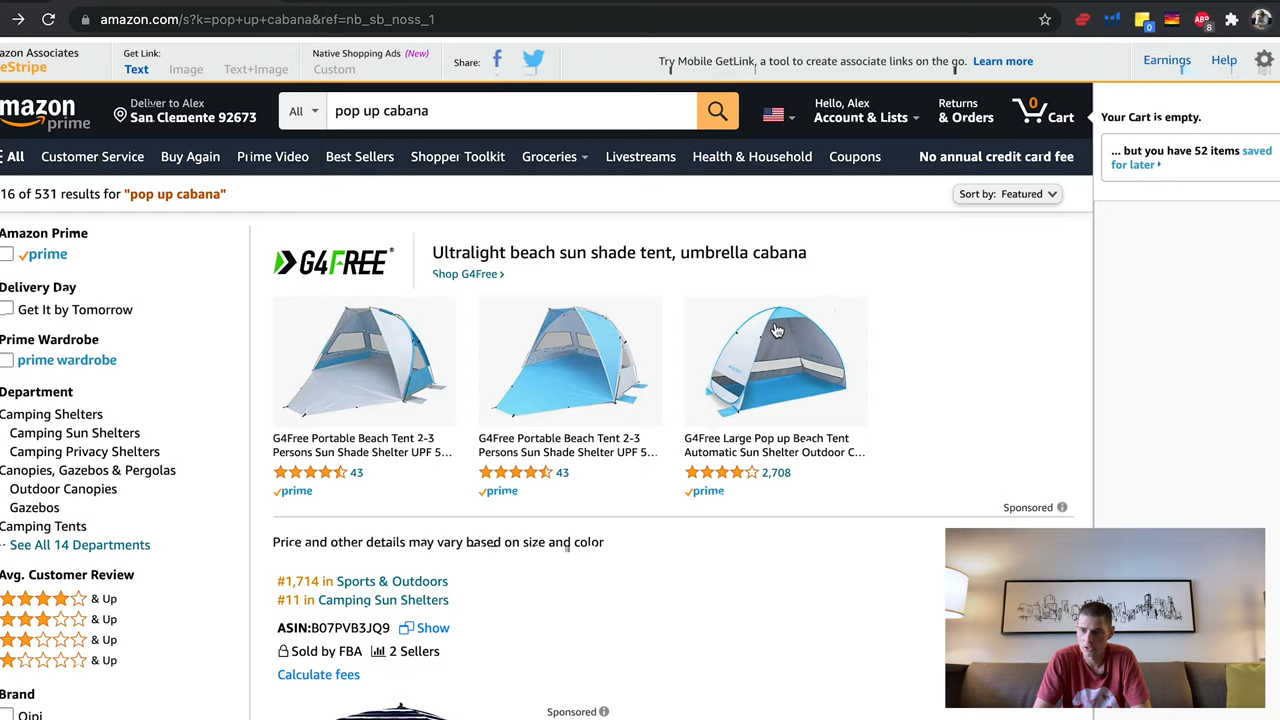 amazon.com/s?k=pop+up+cabana&ref=nb_sb_noss_1
0
ABP
8
azon Associates
eStripe
Get Link:
Text Image Text+Image
Native Shopping Ads (New)
Custom
Share:
Try Mobile GetLink, a tool to create associate links on the go. Learn more
Earnings
Help
mazon
prime
Deliver to Alex
San Clemente 92673
All
pop up cabana
Hello, Alex
Account & Lists
Returns
& Orders
0
Cart
Your Cart is empty.
... but you have 52 items saved
for later
All Customer Service Buy Again Prime Video Best Sellers Shopper Toolkit Groceries Livestreams Health & Household Coupons No annual credit card fee
16 of 531 results for "pop up cabana"
Sort by: Featured
Amazon Prime
prime
Delivery Day
Get It by Tomorrow
Prime Wardrobe
prime wardrobe
Department
Camping Shelters
Camping Sun Shelters
Camping Privacy Shelters
Canopies, Gazebos & Pergolas
Outdoor Canopies
Gazebos
Camping Tents
See All 14 Departments
Avg. Customer Review
& Up
& Up
& Up
& Up
Brand
Qipi
G4FREE®
Ultralight beach sun shade tent, umbrella cabana
Shop G4Free ›
G4Free Portable Beach Tent 2-3
Persons Sun Shade Shelter UPF 5...
43
prime
G4Free Portable Beach Tent 2-3
Persons Sun Shade Shelter UPF 5...
43
prime
G4Free Large Pop up Beach Tent
Automatic Sun Shelter Outdoor C...
2,708
prime
Sponsored
Price and other details may vary based on size and color
#1,714 in Sports & Outdoors
#11 in Camping Sun Shelters
ASIN:B07PVB3JQ9 Show
Sold by FBA 2 Sellers
Calculate fees
Sponsored